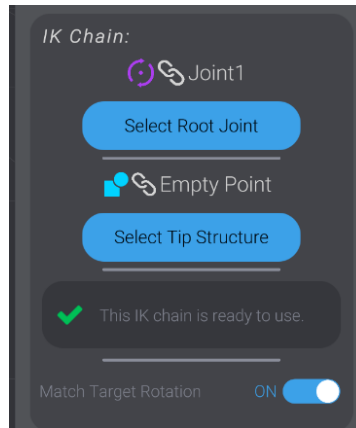 IK Chain:
Joint1
Select Root Joint
Empty Point
Select Tip Structure
This IK chain is ready to use.
Match Target Rotation ON